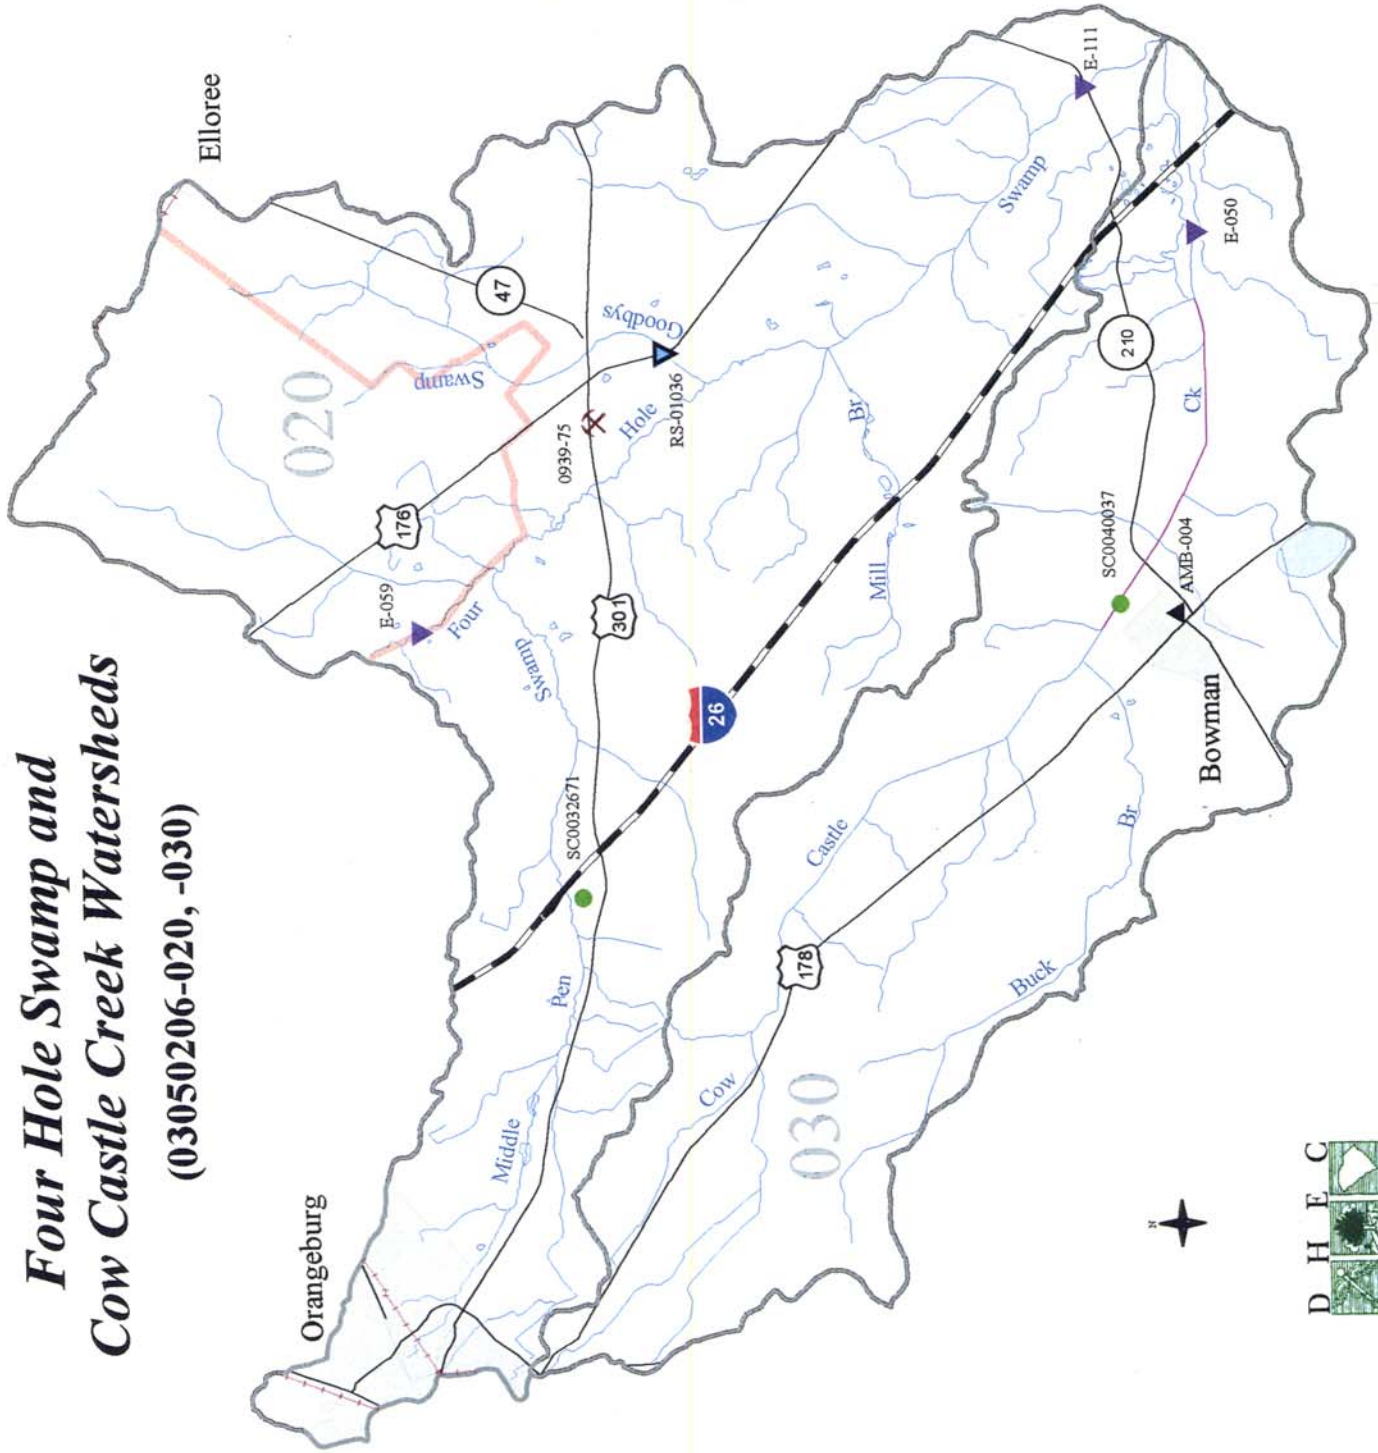 Four Hole Swamp and
Cow Castle Creek Watersheds
(03050206-020, -030)
Orangeburg
Elloree
020
47
176
E-059
Four
Swamp
Goodbys
0939-75
Hole
RS-01036
301
Swamp
SC0032671
26
Pen
Middle
Mill
Br
Swamp
E-111
E-050
210
Ck
SC0040037
AMB-004
Bowman
Castle
Br
178
Buck
Cow
030
N
D H E C